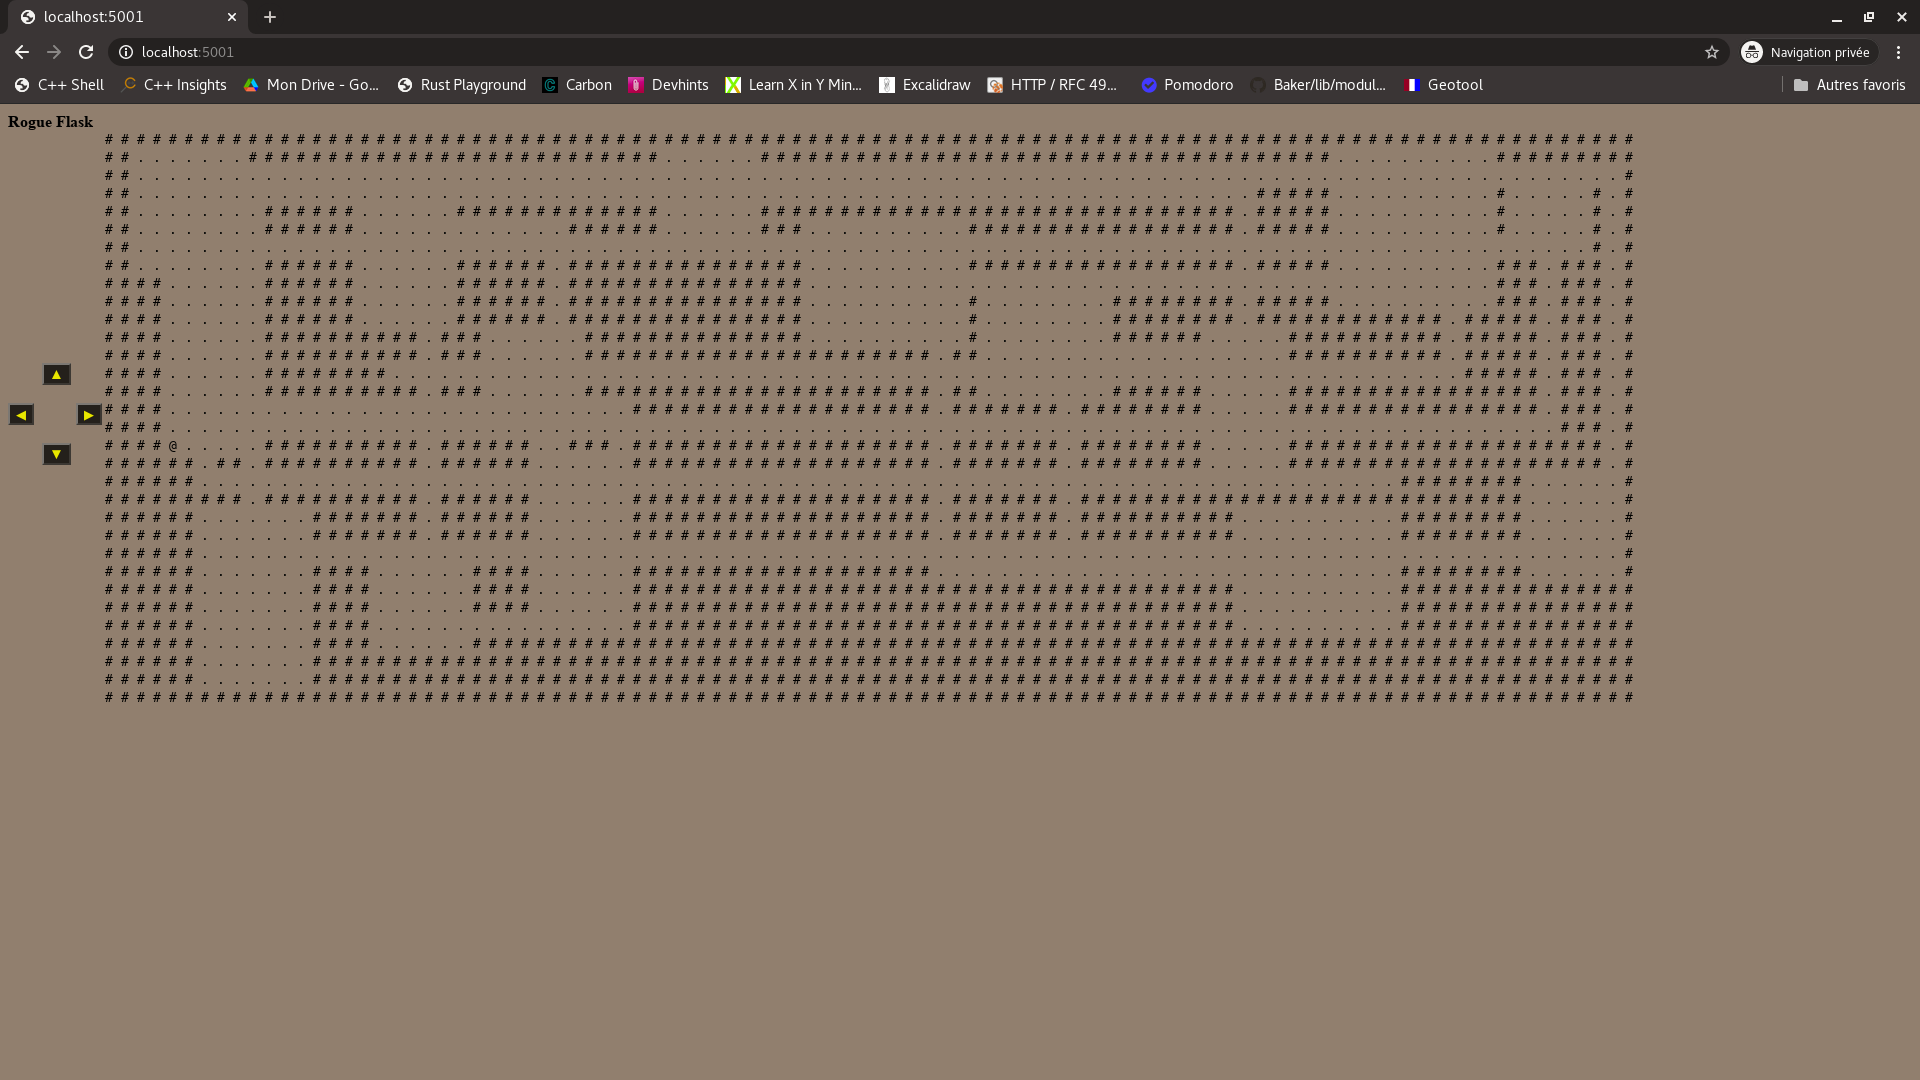 localhost:5001
localhost:5001
Navigation privée
C++ Shell
C++ Insights
Mon Drive - Go...
Rust Playground
Carbon
Devhints
Learn X in Y Min...
Excalidraw
HTTP / RFC 49...
Pomodoro
Baker/lib/modul...
Geotool
Autres favoris
Rogue Flask
# # # # # # # # # # # # # # # # # # # # # # # # # # # # # # # # # # # # # # # # # # # # # # # # # # # # # # # # # # # # # # # # # # # # # # # # # # # # # # # # # # # # # # # # # # # # # # # #
# # . . . . . . . # # # # # # # # # # # # # # # # # # # # # # # # # # . . . . . . # # # # # # # # # # # # # # # # # # # # # # # # # # # # # # # # # # # # . . . . . . . . . . # # # # # # # # #
# # . . . . . . . . . . . . . . . . . . . . . . . . . . . . . . . . . . . . . . . . . . . . . . . . . . . . . . . . . . . . . . . . . . . . . . . . . . . . . . . . . . . . . . . . . . . . . #
# # . . . . . . . . . . . . . . . . . . . . . . . . . . . . . . . . . . . . . . . . . . . . . . . . . . . . . . . . . . . . . . . . . . . . . . # # # # # . . . . . . . . . . # . . . . . # . #
# # . . . . . . . . # # # # # # . . . . . . # # # # # # # # # # # # # . . . . . . # # # # # # # # # # # # # # # # # # # # # # # # # # # # # # . # # # # # . . . . . . . . . . # . . . . . # . #
# # . . . . . . . . # # # # # # . . . . . . . . . . . . . # # # # # # . . . . . . # # # . . . . . . . . . . # # # # # # # # # # # # # # # # # . # # # # # . . . . . . . . . . # . . . . . # . #
# # . . . . . . . . . . . . . . . . . . . . . . . . . . . . . . . . . . . . . . . . . . . . . . . . . . . . . . . . . . . . . . . . . . . . . . . . . . . . . . . . . . . . . . . . . . . # . #
# # . . . . . . . . # # # # # # . . . . . . # # # # # # . # # # # # # # # # # # # # # # . . . . . . . . . . # # # # # # # # # # # # # # # # # . # # # # # . . . . . . . . . . # # # . # # # . #
# # # # . . . . . . # # # # # # . . . . . . # # # # # # . # # # # # # # # # # # # # # # . . . . . . . . . . . . . . . . . . . . . . . . . . . . . . . . . . . . . . . . . . . # # # . # # # . #
# # # # . . . . . . # # # # # # . . . . . . # # # # # # . # # # # # # # # # # # # # # # . . . . . . . . . . # . . . . . . . . # # # # # # # # . # # # # # . . . . . . . . . . # # # . # # # . #
# # # # . . . . . . # # # # # # . . . . . . # # # # # # . # # # # # # # # # # # # # # # . . . . . . . . . . # . . . . . . . . # # # # # # # # . # # # # # # # # # # # # . # # # # # . # # # . #
# # # # . . . . . . # # # # # # # # # # . # # # . . . . . . # # # # # # # # # # # # # # . . . . . . . . . . # . . . . . . . . # # # # # # . . . . . # # # # # # # # # # . # # # # # . # # # . #
# # # # . . . . . . # # # # # # # # # # . # # # . . . . . . # # # # # # # # # # # # # # # # # # # # # # . # # . . . . . . . . . . . . . . . . . . . # # # # # # # # # # . # # # # # . # # # . #
# # # # . . . . . . # # # # # # # # . . . . . . . . . . . . . . . . . . . . . . . . . . . . . . . . . . . . . . . . . . . . . . . . . . . . . . . . . . . . . . . . . . . # # # # # . # # # . #
# # # # . . . . . . # # # # # # # # # # . # # # . . . . . . # # # # # # # # # # # # # # # # # # # # # # . # # . . . . . . . . # # # # # # . . . . . # # # # # # # # # # # # # # # # . # # # . #
# # # # . . . . . . . . . . . . . . . . . . . . . . . . . . . . . # # # # # # # # # # # # # # # # # # # . # # # # # # # . # # # # # # # # . . . . . # # # # # # # # # # # # # # # # . # # # . #
# # # # . . . . . . . . . . . . . . . . . . . . . . . . . . . . . . . . . . . . . . . . . . . . . . . . . . . . . . . . . . . . . . . . . . . . . . . . . . . . . . . . . . . . . . . . . # # # . #
# # # # @ . . . . . # # # # # # # # # # . # # # # # # . . # # # . # # # # # # # # # # # # # # # # # # # . # # # # # # # . # # # # # # # # . . . . . # # # # # # # # # # # # # # # # # # # # . #
# # # # # # . # # . # # # # # # # # # # . # # # # # # . . . . . . # # # # # # # # # # # # # # # # # # # . # # # # # # # . # # # # # # # # . . . . . # # # # # # # # # # # # # # # # # # # # . #
# # # # # # . . . . . . . . . . . . . . . . . . . . . . . . . . . . . . . . . . . . . . . . . . . . . . . . . . . . . . . . . . . . . . . . . . . . . . . . . . . . . # # # # # # # # . . . . . . #
# # # # # # # # # . # # # # # # # # # # . # # # # # # . . . . . . # # # # # # # # # # # # # # # # # # # . # # # # # # # . # # # # # # # # # # # # # # # # # # # # # # # # # # # # . . . . . . #
# # # # # # . . . . . . . # # # # # # # . # # # # # # . . . . . . # # # # # # # # # # # # # # # # # # # . # # # # # # # . # # # # # # # # # # . . . . . . . . . . # # # # # # # # . . . . . . #
# # # # # # . . . . . . . # # # # # # # . # # # # # # . . . . . . # # # # # # # # # # # # # # # # # # # . # # # # # # # . # # # # # # # # # # . . . . . . . . . . # # # # # # # # . . . . . . #
# # # # # # . . . . . . . . . . . . . . . . . . . . . . . . . . . . . . . . . . . . . . . . . . . . . . . . . . . . . . . . . . . . . . . . . . . . . . . . . . . . . . . . . . . . . . . . . . . #
# # # # # # . . . . . . . # # # # . . . . . . # # # # . . . . . . # # # # # # # # # # # # # # # # # # # . . . . . . . . . . . . . . . . . . . . . . . . . . . . . # # # # # # # # . . . . . . #
# # # # # # . . . . . . . # # # # . . . . . . # # # # . . . . . . # # # # # # # # # # # # # # # # # # # # # # # # # # # # # # # # # # # # # # . . . . . . . . . . # # # # # # # # # # # # # # #
# # # # # # . . . . . . . # # # # . . . . . . # # # # . . . . . . # # # # # # # # # # # # # # # # # # # # # # # # # # # # # # # # # # # # # # . . . . . . . . . . # # # # # # # # # # # # # # #
# # # # # # . . . . . . . # # # # . . . . . . . . . . . . . . . . # # # # # # # # # # # # # # # # # # # # # # # # # # # # # # # # # # # # # # . . . . . . . . . . # # # # # # # # # # # # # # #
# # # # # # . . . . . . . # # # # . . . . . . # # # # # # # # # # # # # # # # # # # # # # # # # # # # # # # # # # # # # # # # # # # # # # # # # # # # # # # # # # # # # # # # # # # # # # # # #
# # # # # # . . . . . . . # # # # # # # # # # # # # # # # # # # # # # # # # # # # # # # # # # # # # # # # # # # # # # # # # # # # # # # # # # # # # # # # # # # # # # # # # # # # # # # # # # # #
# # # # # # . . . . . . . # # # # # # # # # # # # # # # # # # # # # # # # # # # # # # # # # # # # # # # # # # # # # # # # # # # # # # # # # # # # # # # # # # # # # # # # # # # # # # # # # # # #
# # # # # # # # # # # # # # # # # # # # # # # # # # # # # # # # # # # # # # # # # # # # # # # # # # # # # # # # # # # # # # # # # # # # # # # # # # # # # # # # # # # # # # # # # # # # # # # #
▲
◀ ▶
▼